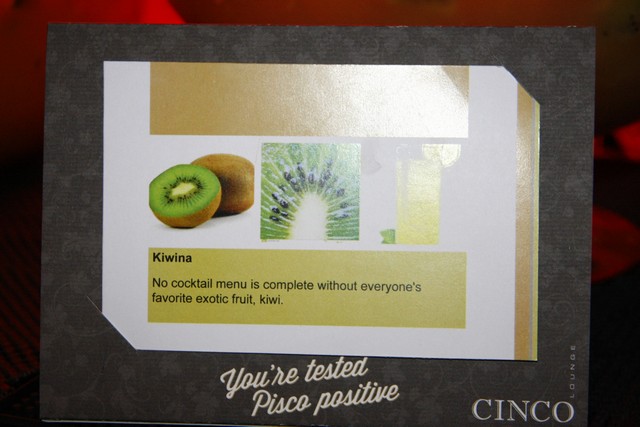 Kiwina
No cocktail menu is complete without everyone's
favorite exotic fruit, kiwi.
You're tested
Pisco positive
CINCO
LOUNGE